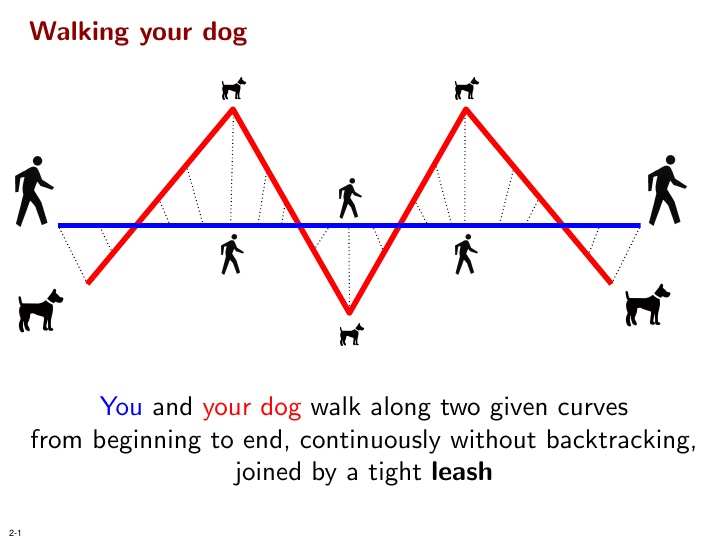 Walking your dog
You and your dog walk along two given curves
from beginning to end, continuously without backtracking,
joined by a tight leash
2-1